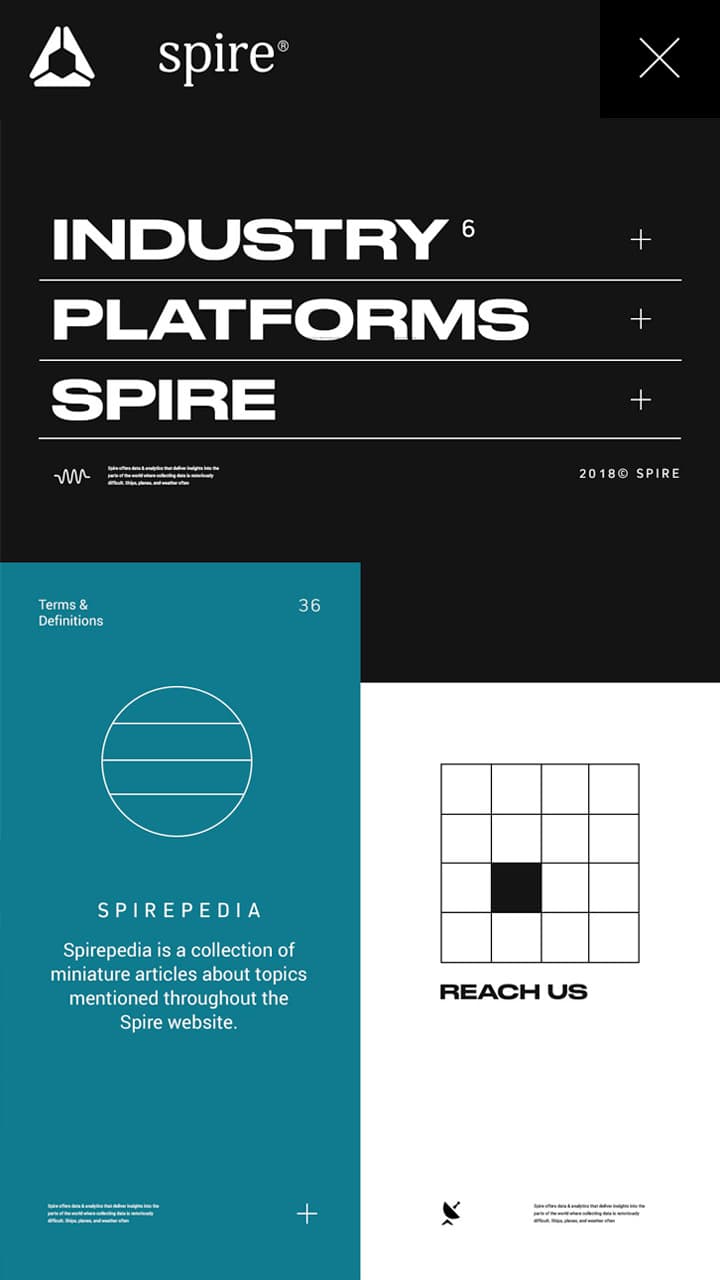 spire®
INDUSTRY 6
PLATFORMS
SPIRE
Spire offers data & analytics that deliver insights into the
parts of the world where collecting data is notoriously
difficult. Ships, planes, and weather often
2018© SPIRE
Terms &
Definitions
36
SPIREPEDIA
Spirepedia is a collection of
miniature articles about topics
mentioned throughout the
Spire website.
Spire offers data & analytics that deliver insights into the
parts of the world where collecting data is notoriously
difficult. Ships, planes, and weather often
REACH US
Spire offers data & analytics that deliver insights into the
parts of the world where collecting data is notoriously
difficult. Ships, planes, and weather often